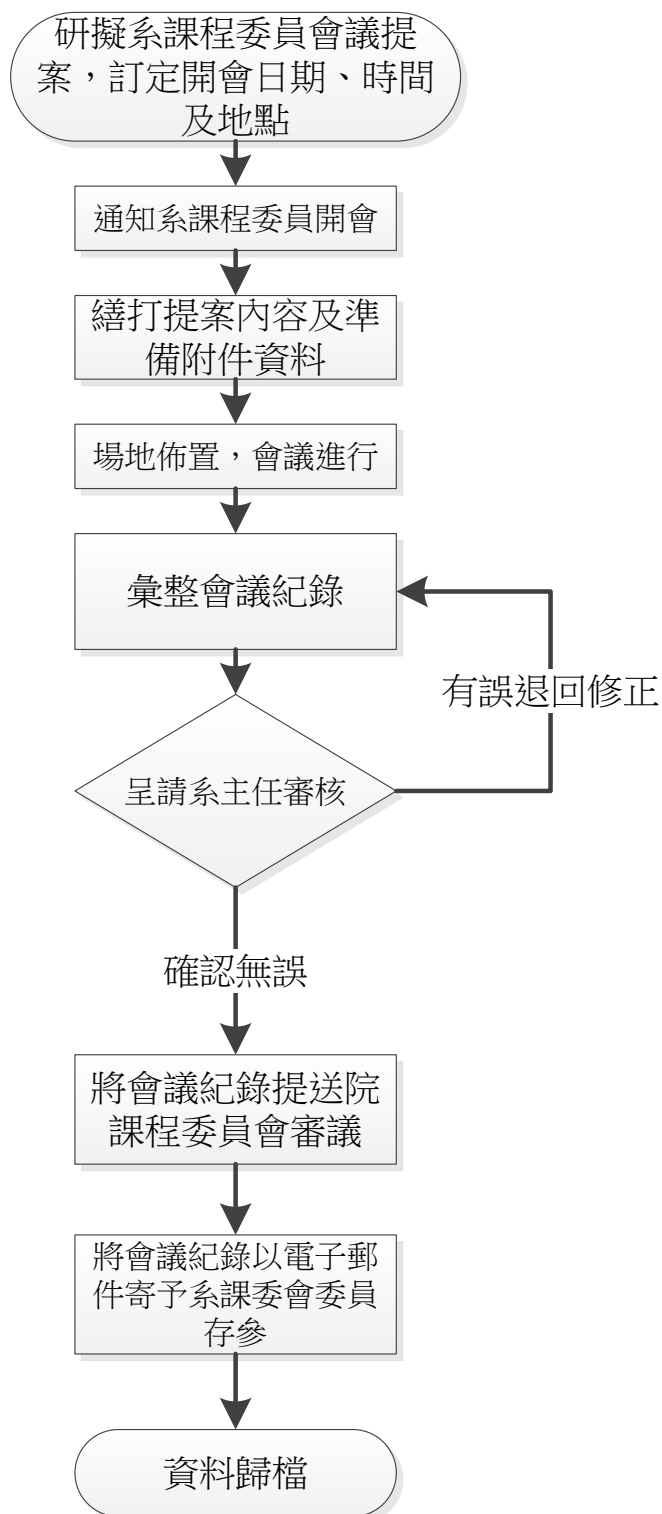 研擬系課程委員會議提
案，訂定開會日期、時間
及地點
通知系課程委員開會
繕打提案內容及準
備附件資料
場地佈置，會議進行
彙整會議紀錄
有誤退回修正
呈請系主任審核
確認無誤
將會議紀錄提送院
課程委員會審議
將會議紀錄以電子郵
件寄予系課委會委員
存參
資料歸檔